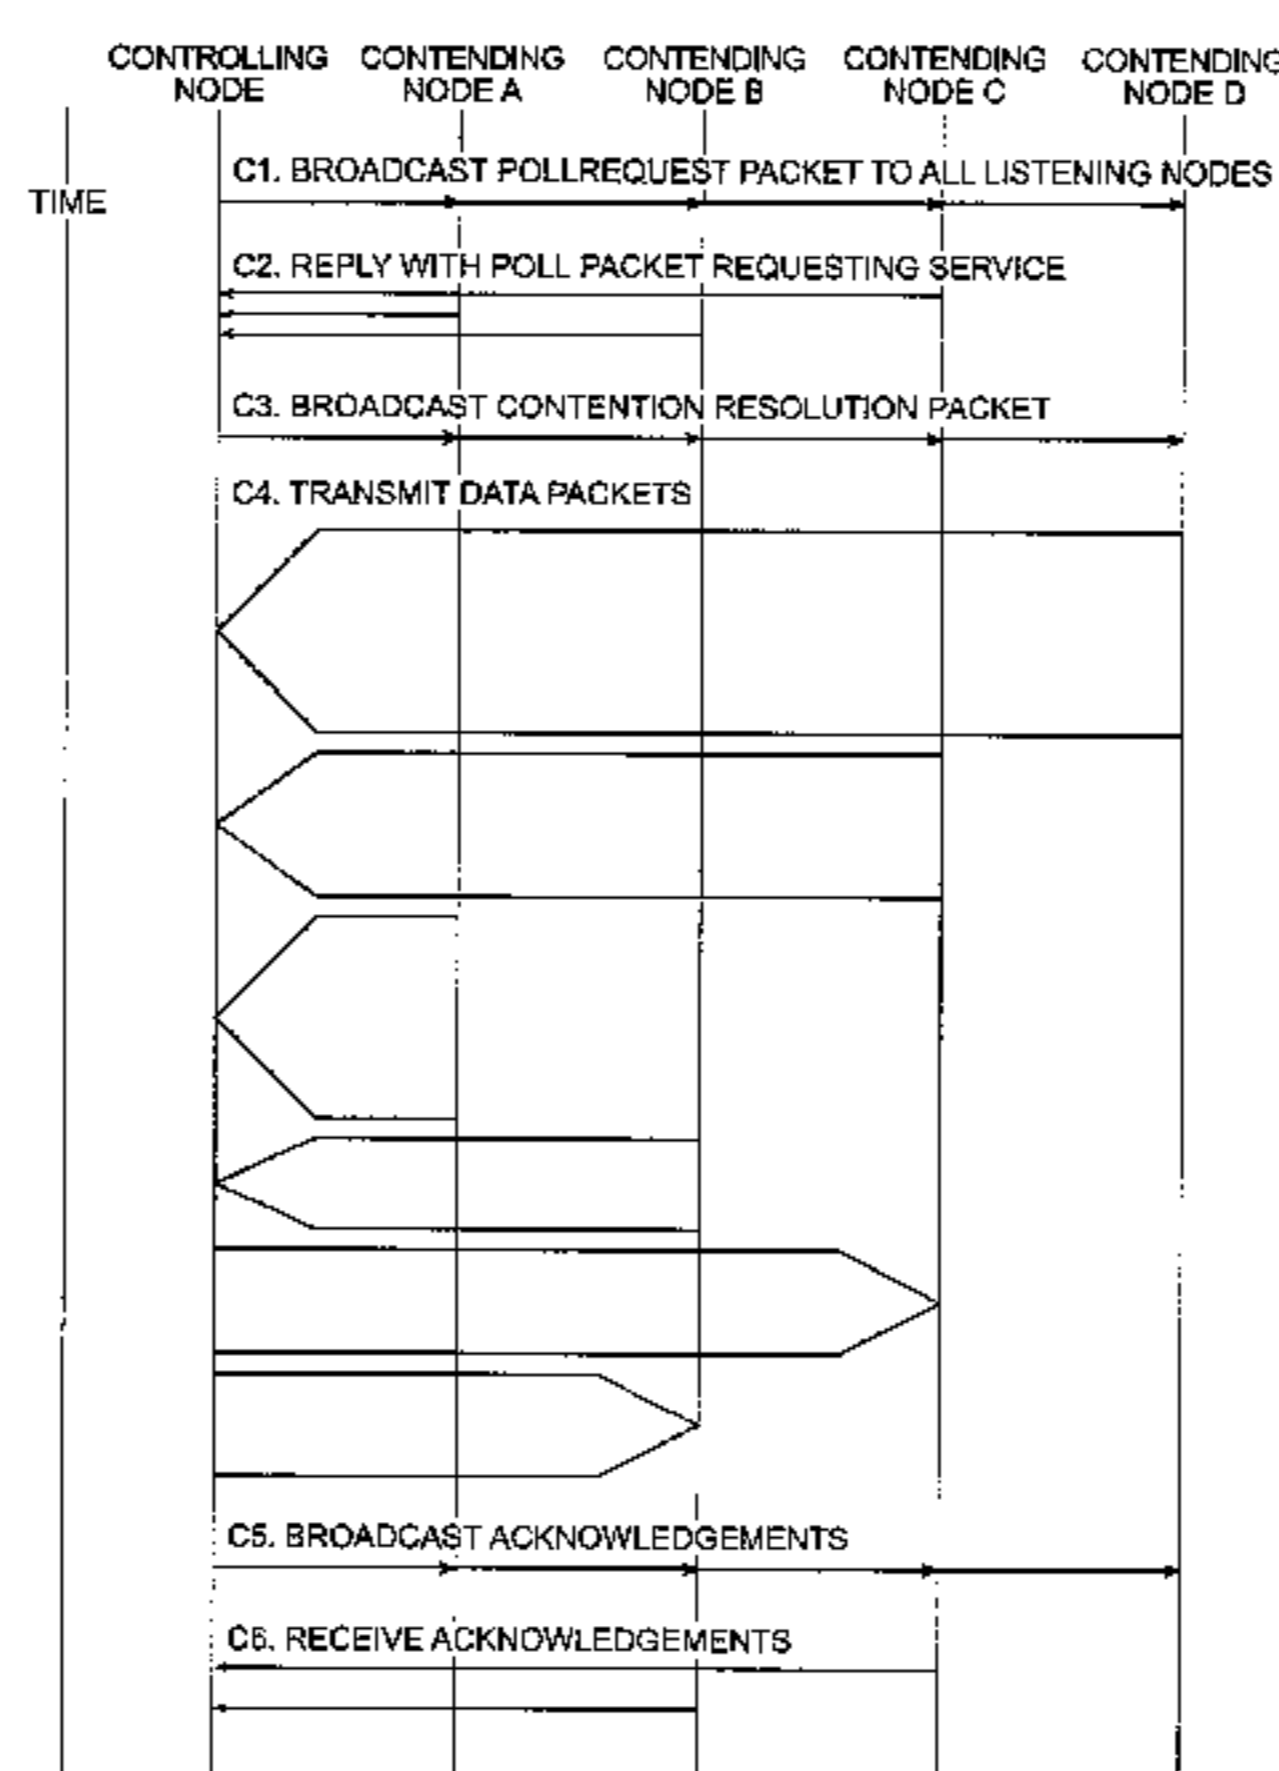 CONTROLLING NODE
CONTENDING NODE A
CONTENDING NODE B
CONTENDING NODE C
CONTENDING NODE D
C1. BROADCAST POLLREQUEST PACKET TO ALL LISTENING NODES
TIME
C2. REPLY WITH POLL PACKET REQUESTING SERVICE
C3. BROADCAST CONTENTION RESOLUTION PACKET
C4. TRANSMIT DATA PACKETS
C5. BROADCAST ACKNOWLEDGEMENTS
C6. RECEIVE ACKNOWLEDGEMENTS